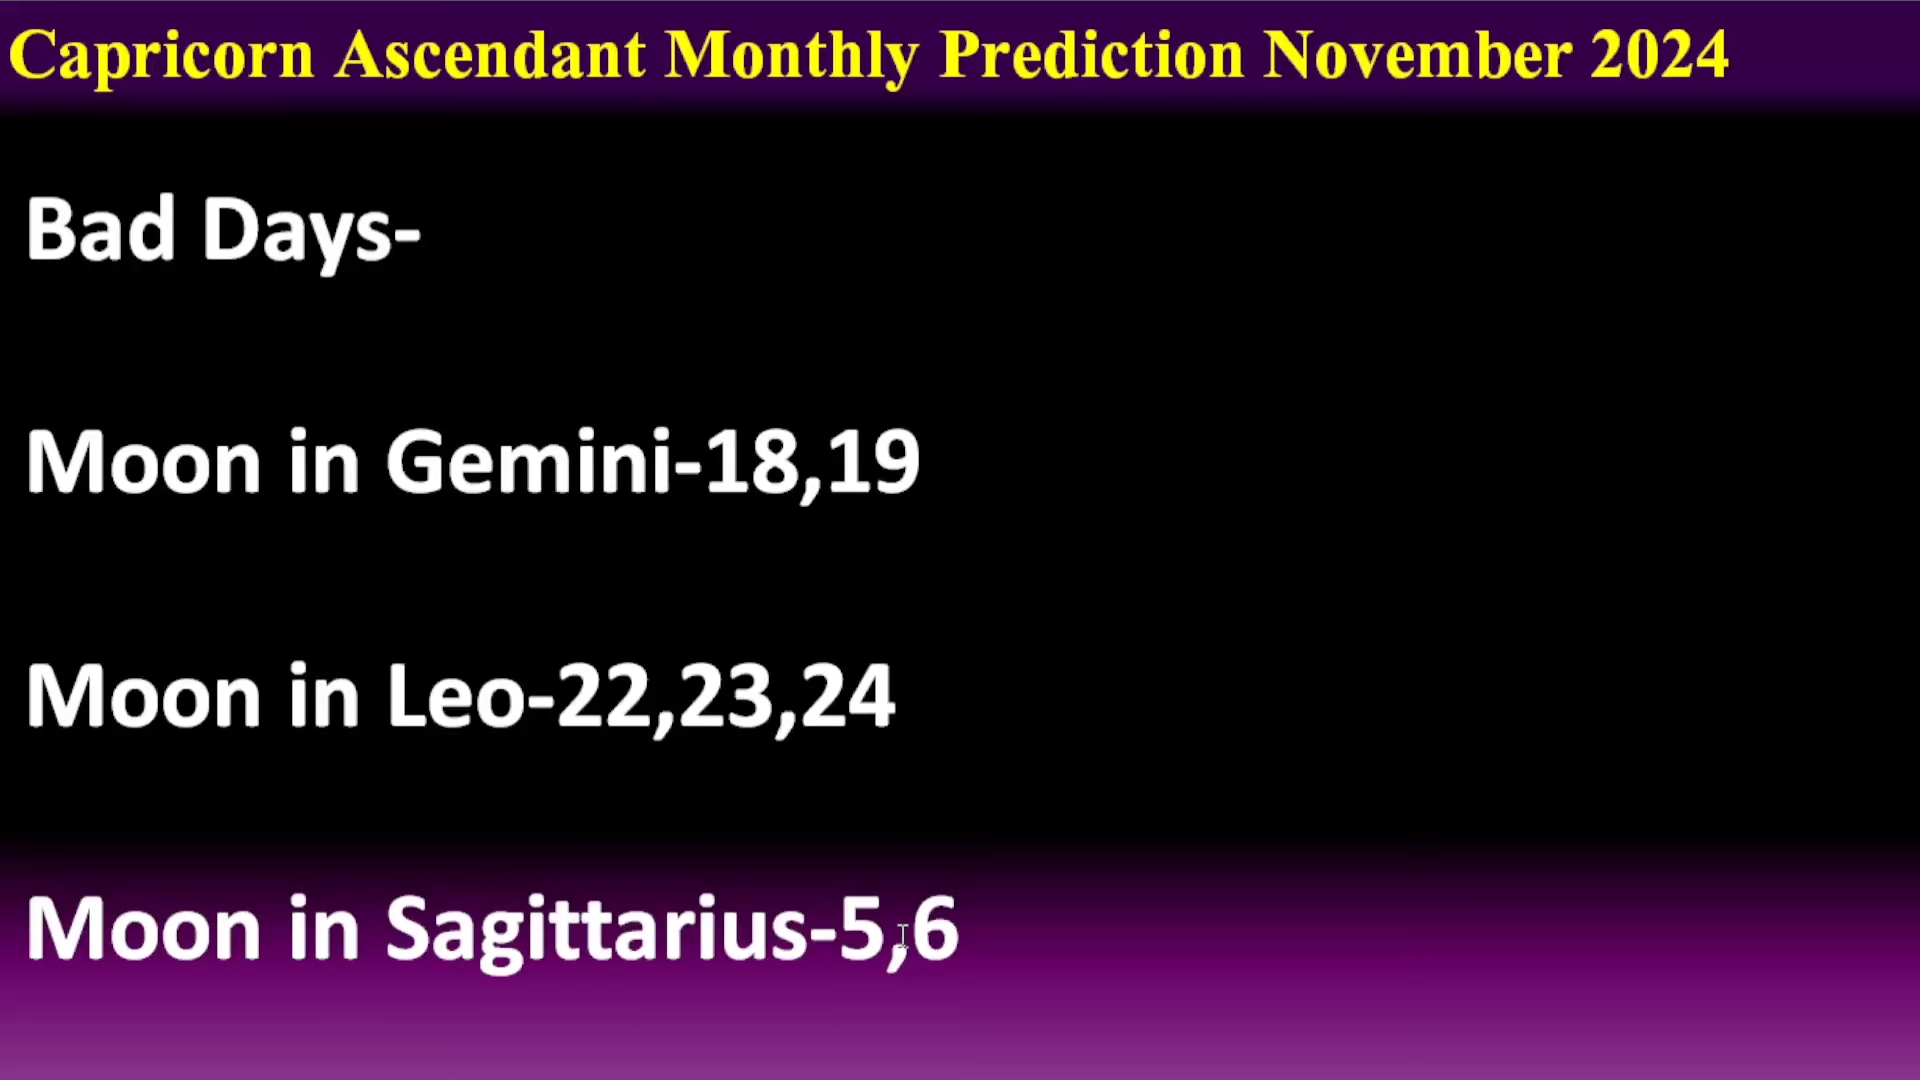 Capricorn Ascendant Monthly Prediction November 2024
Bad Days-
Moon in Gemini-18,19
Moon in Leo-22,23,24
Moon in Sagittarius-5,6